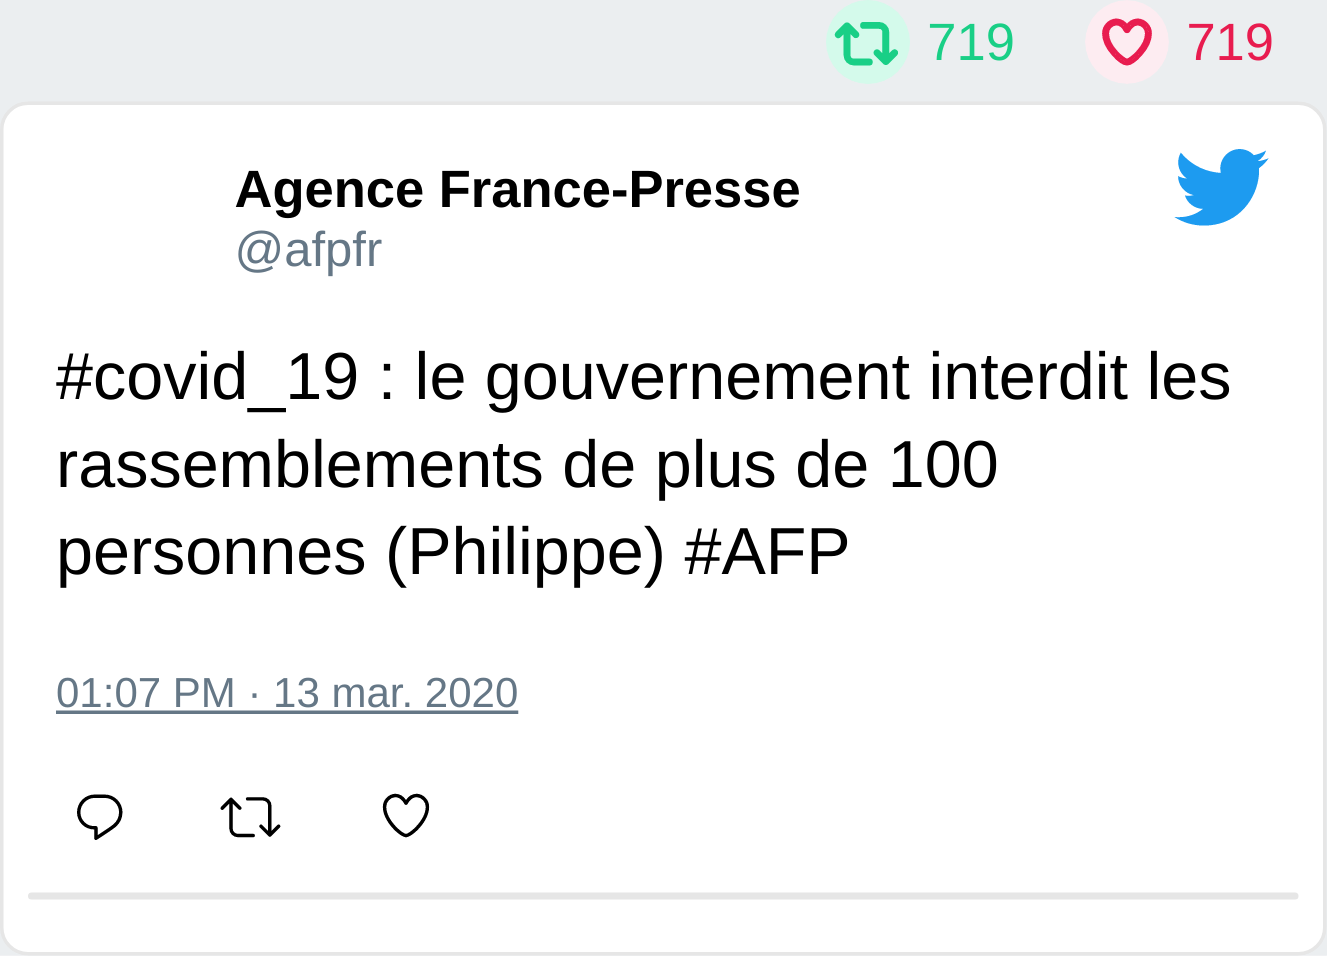 719 719
Agence France-Presse
@afpfr
#covid_19 : le gouvernement interdit les
rassemblements de plus de 100
personnes (Philippe) #AFP
01:07 PM · 13 mar. 2020